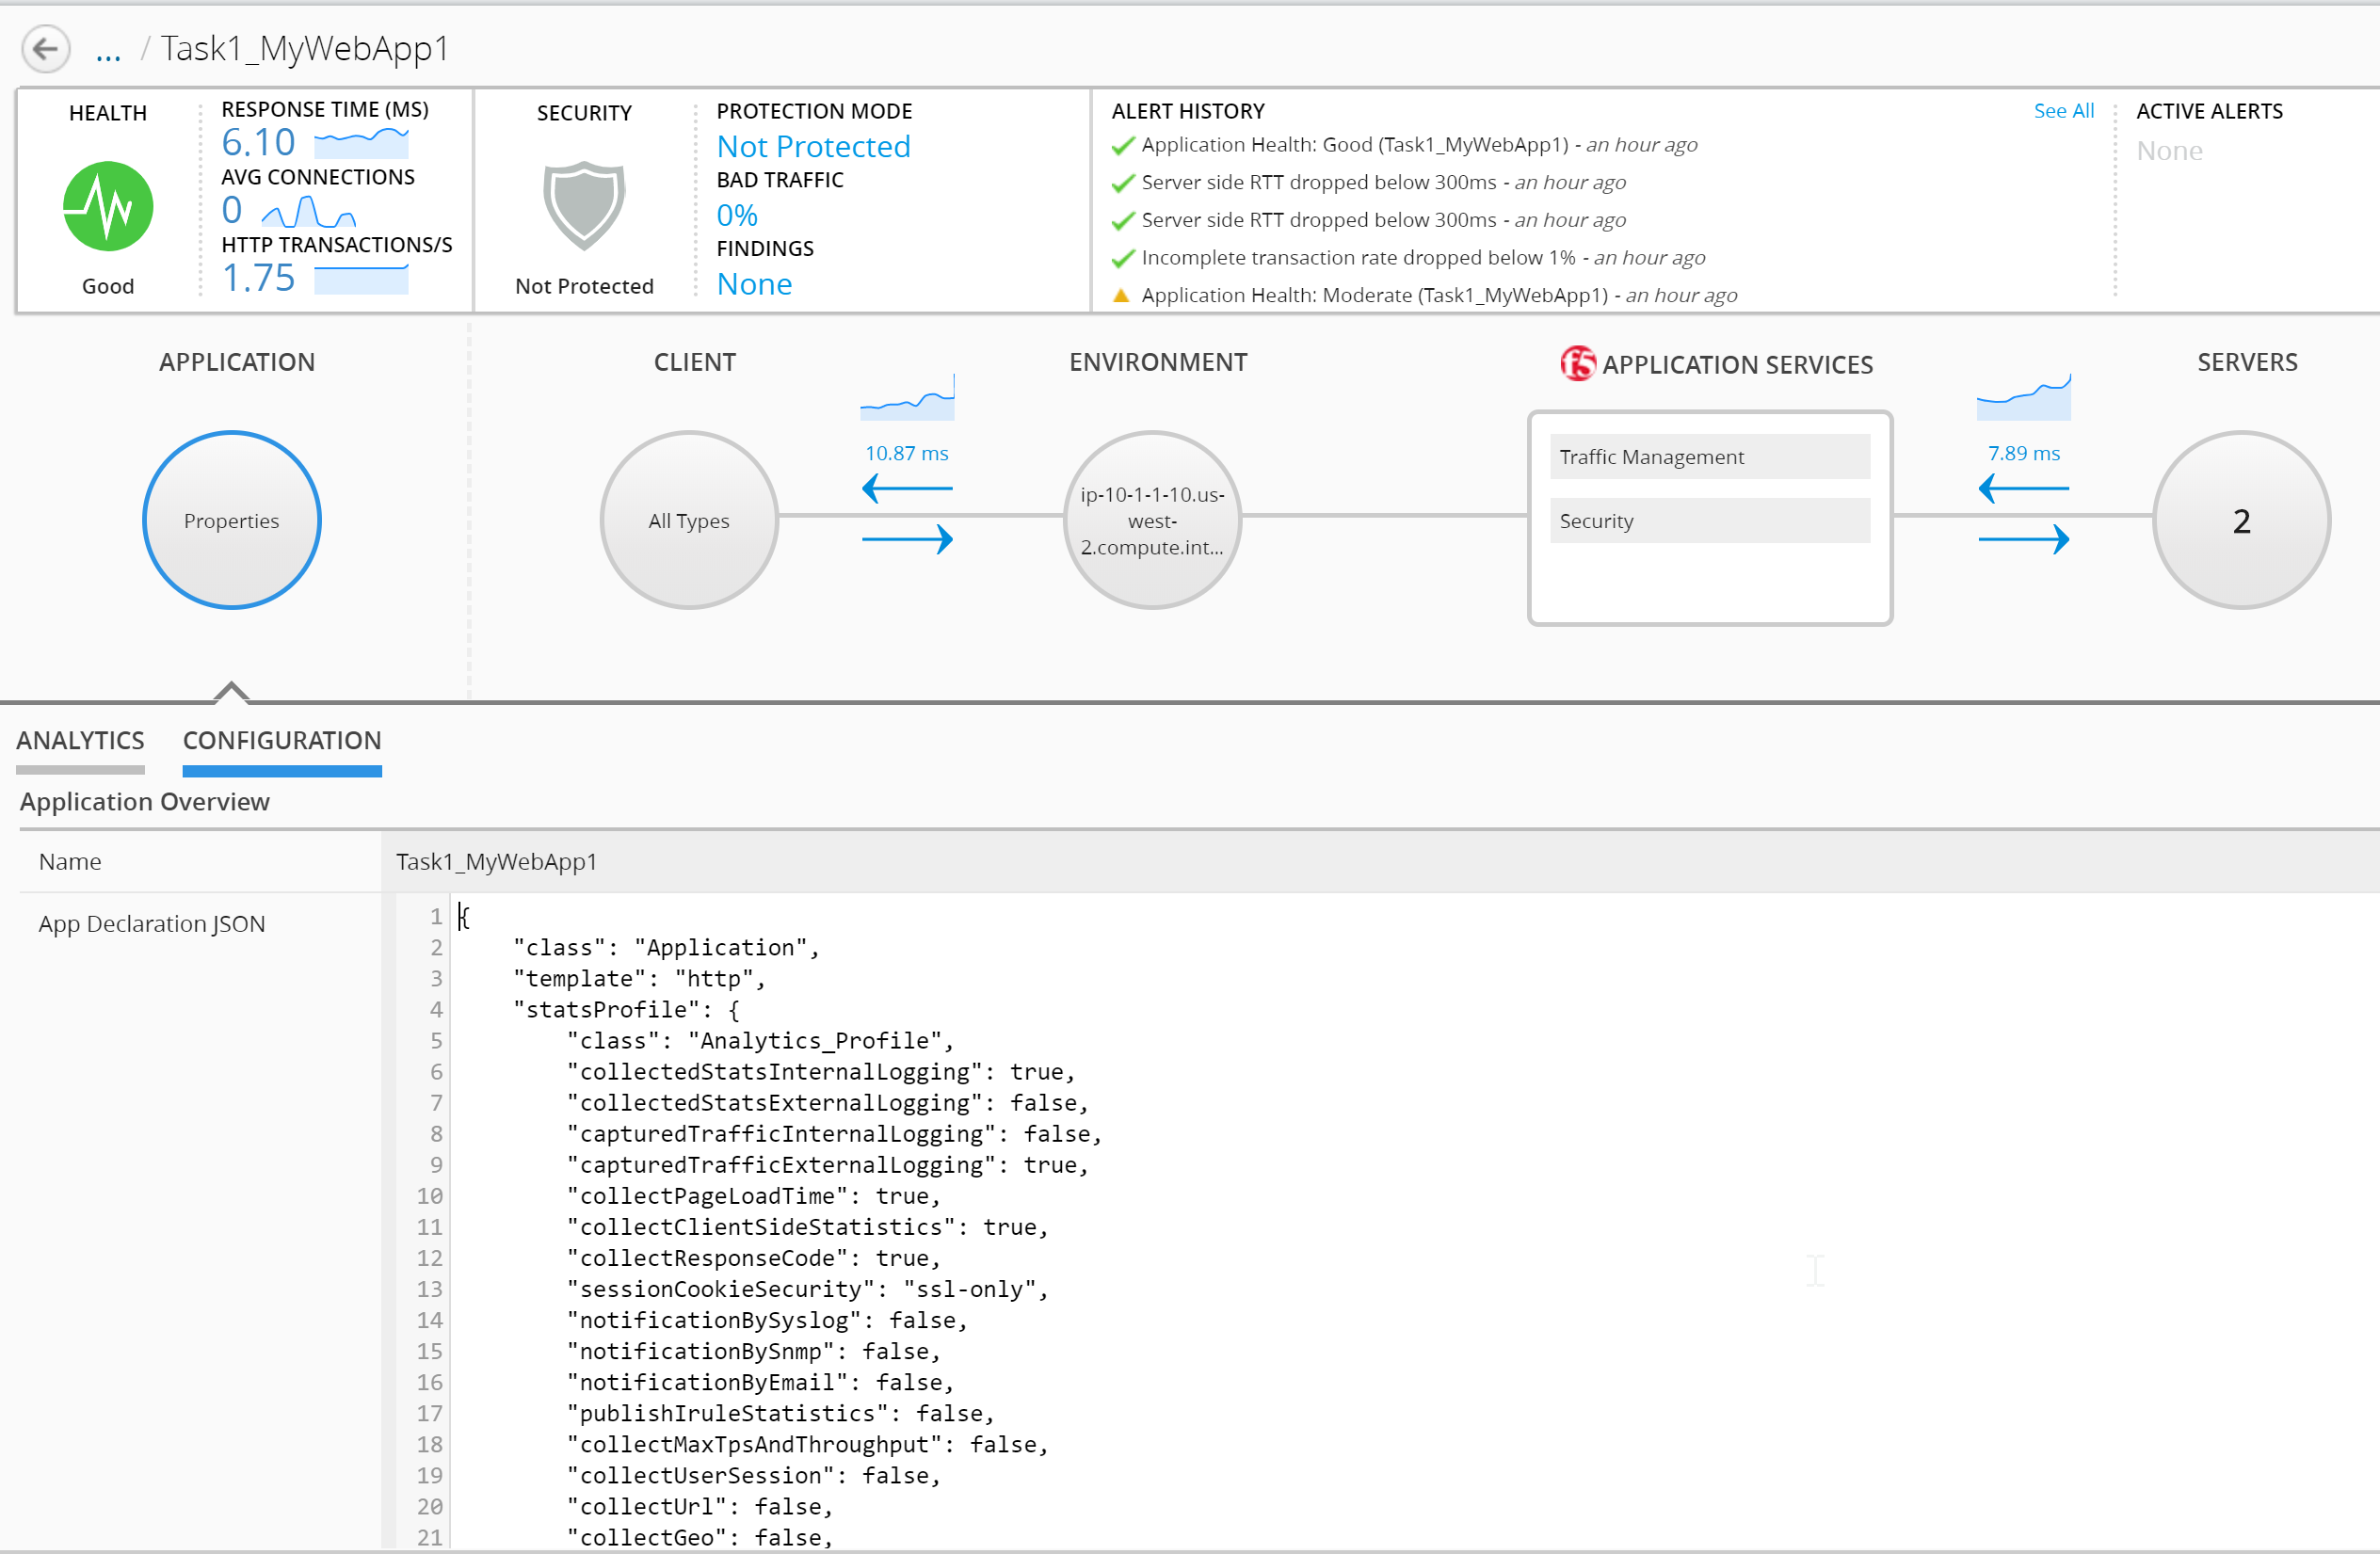 ... / Task1_MyWebApp1
HEALTH
Good
RESPONSE TIME (MS)
6.10
AVG CONNECTIONS
0
HTTP TRANSACTIONS/S
1.75
SECURITY
Not Protected
PROTECTION MODE
Not Protected
BAD TRAFFIC
0%
FINDINGS
None
ALERT HISTORY
See All
Application Health: Good (Task1_MyWebApp1) - an hour ago
Server side RTT dropped below 300ms - an hour ago
Server side RTT dropped below 300ms - an hour ago
Incomplete transaction rate dropped below 1% - an hour ago
Application Health: Moderate (Task1_MyWebApp1) - an hour ago
ACTIVE ALERTS
None
APPLICATION
Properties
CLIENT
All Types
10.87 ms
ENVIRONMENT
ip-10-1-1-10.us-
west-
2.compute.int...
f5 APPLICATION SERVICES
Traffic Management
Security
7.89 ms
SERVERS
2
ANALYTICS
CONFIGURATION
Application Overview
Name
Task1_MyWebApp1
App Declaration JSON
1 {
2 "class": "Application",
3 "template": "http",
4 "statsProfile": {
5 "class": "Analytics_Profile",
6 "collectedStatsInternalLogging": true,
7 "collectedStatsExternalLogging": false,
8 "capturedTrafficInternalLogging": false,
9 "capturedTrafficExternalLogging": true,
10 "collectPageLoadTime": true,
11 "collectClientSideStatistics": true,
12 "collectResponseCode": true,
13 "sessionCookieSecurity": "ssl-only",
14 "notificationBySyslog": false,
15 "notificationBySnmp": false,
16 "notificationByEmail": false,
17 "publishIruleStatistics": false,
18 "collectMaxTpsAndThroughput": false,
19 "collectUserSession": false,
20 "collectUrl": false,
21 "collectGeo": false,